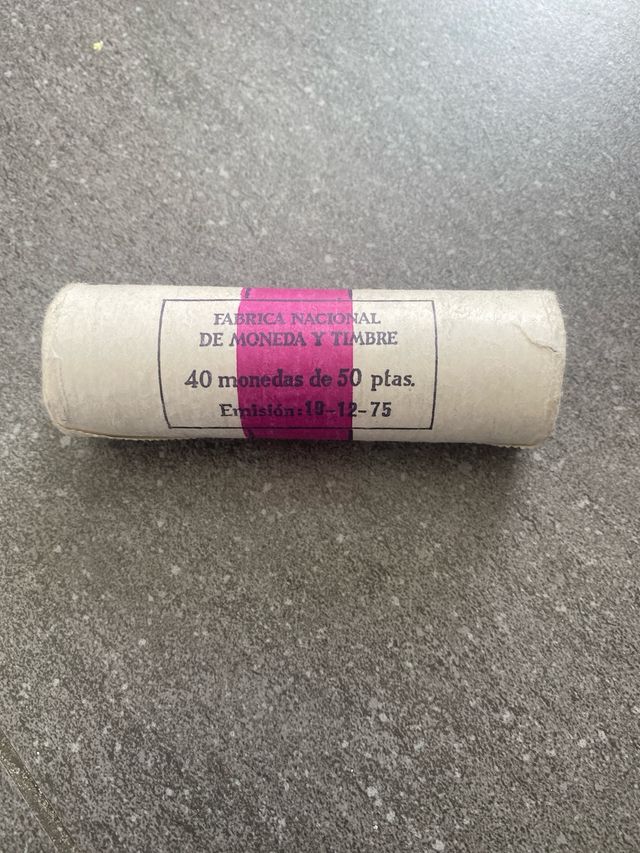 FABRICA NACIONAL
DE MONEDA Y TIMBRE
40 monedas de 50 ptas.
Emisión: 19-12-75